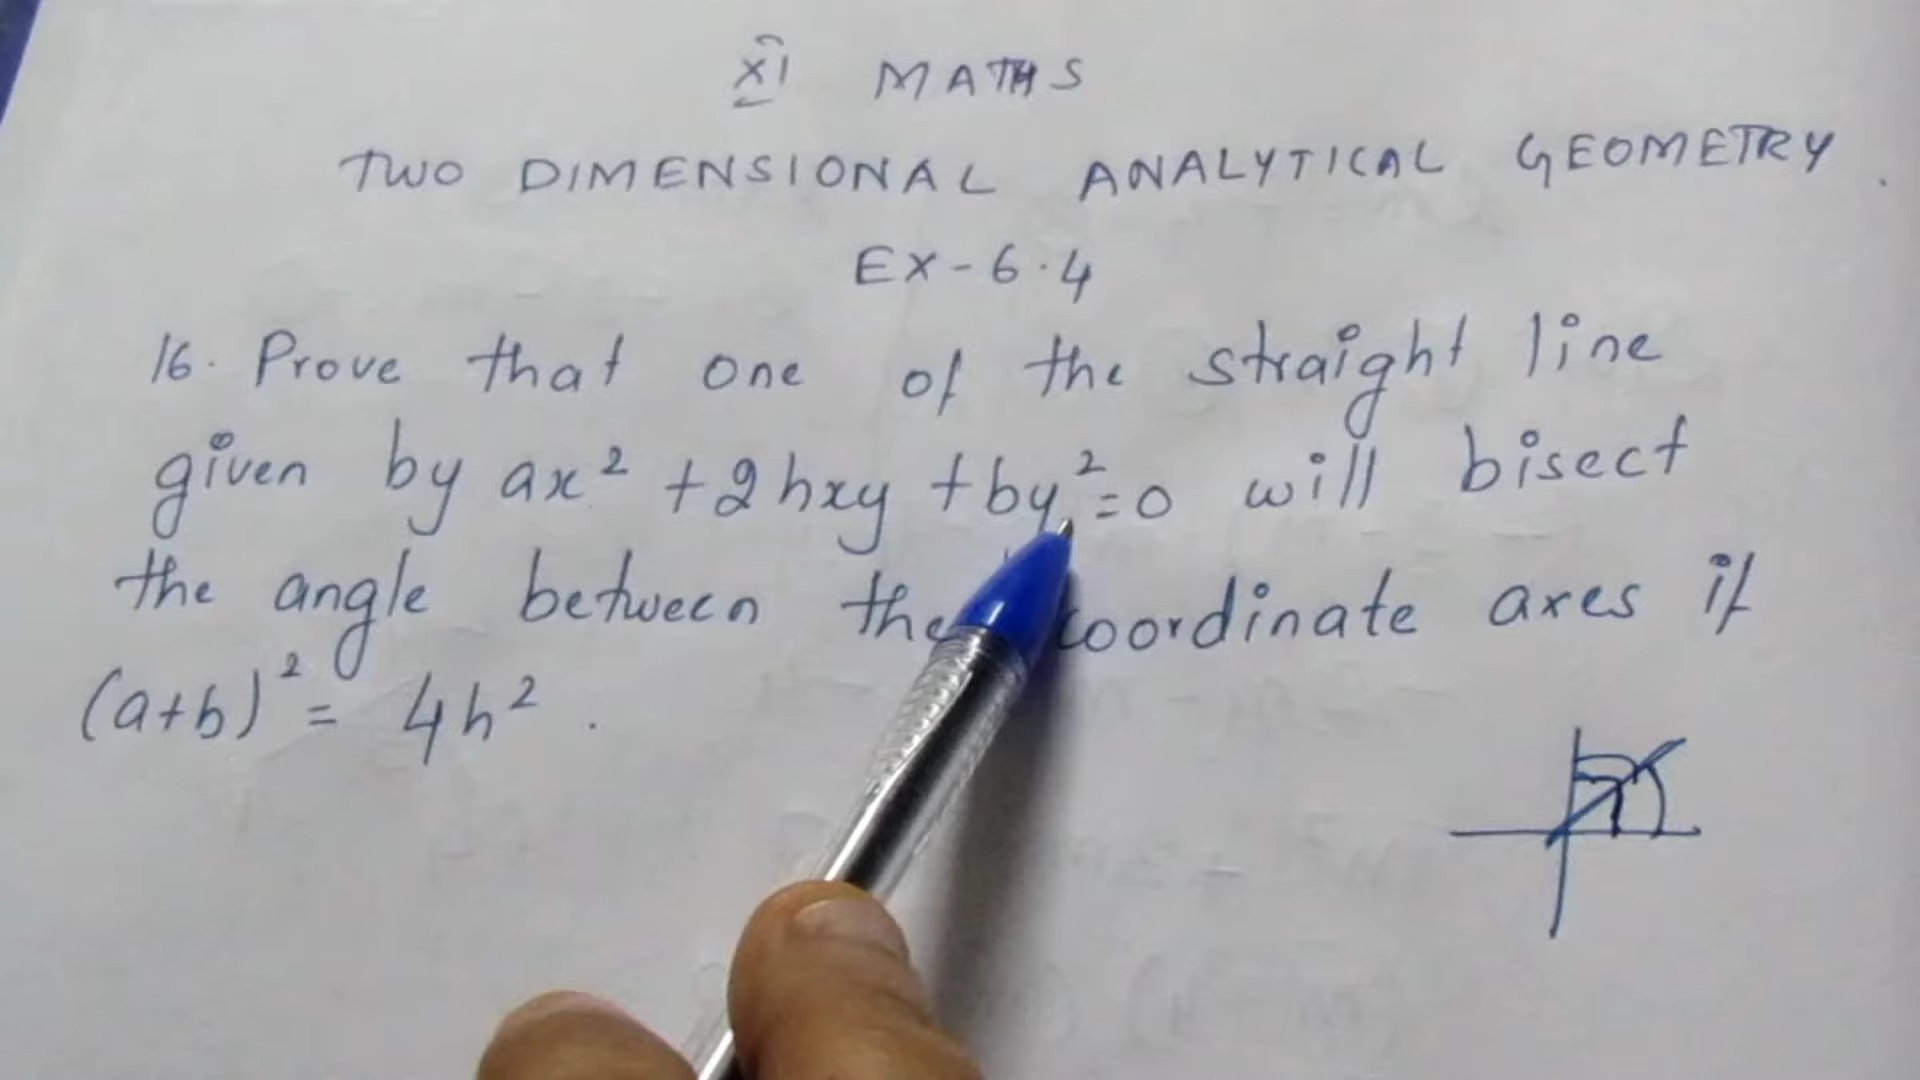 XI MATHS
TWO DIMENSIONAL ANALYTICAL GEOMETRY.
EX-6.4
16. Prove that one of the straight line
given by ax² + 2hxy + by² = 0 will bisect
the angle between the coordinate axes if
(a+b)² = 4h².